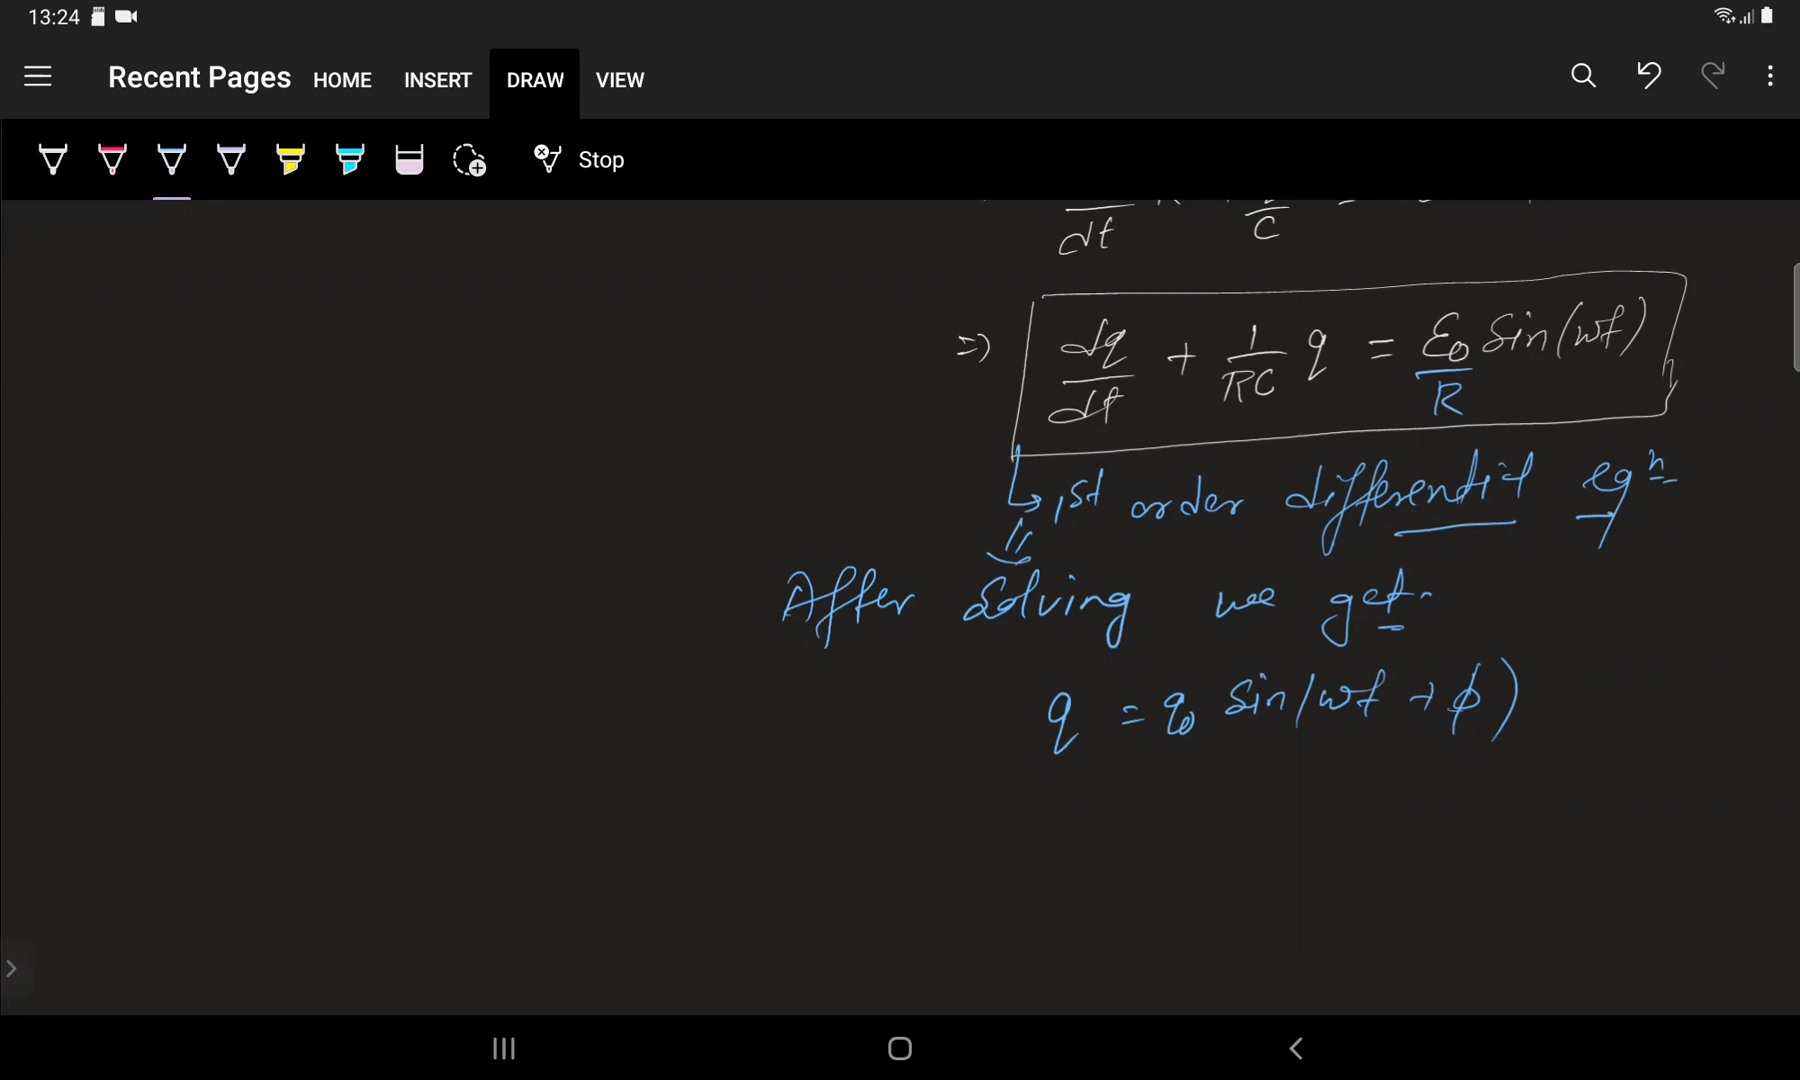 13:24
Recent Pages HOME INSERT DRAW VIEW
Stop
dt C
=) dq/dt + 1/RC q = ε0/R Sin(wt)
1st order differential eqn
After Solving we get-
q = q0 Sin(wt + φ)